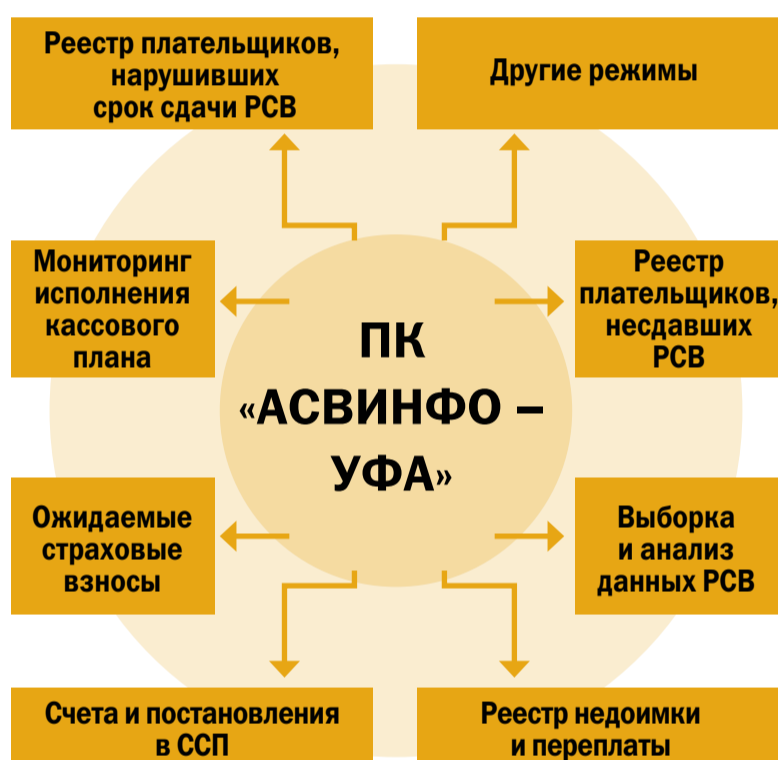 Реестр плательщиков,
нарушивших
срок сдачи РСВ
Другие режимы
Мониторинг
исполнения
кассового
плана
Реестр
плательщиков,
несдавших
РСВ
ПК
«АСВИНФО –
УФА»
Ожидаемые
страховые
взносы
Выборка
и анализ
данных РСВ
Счета и постановления
в ССП
Реестр недоимки
и переплаты